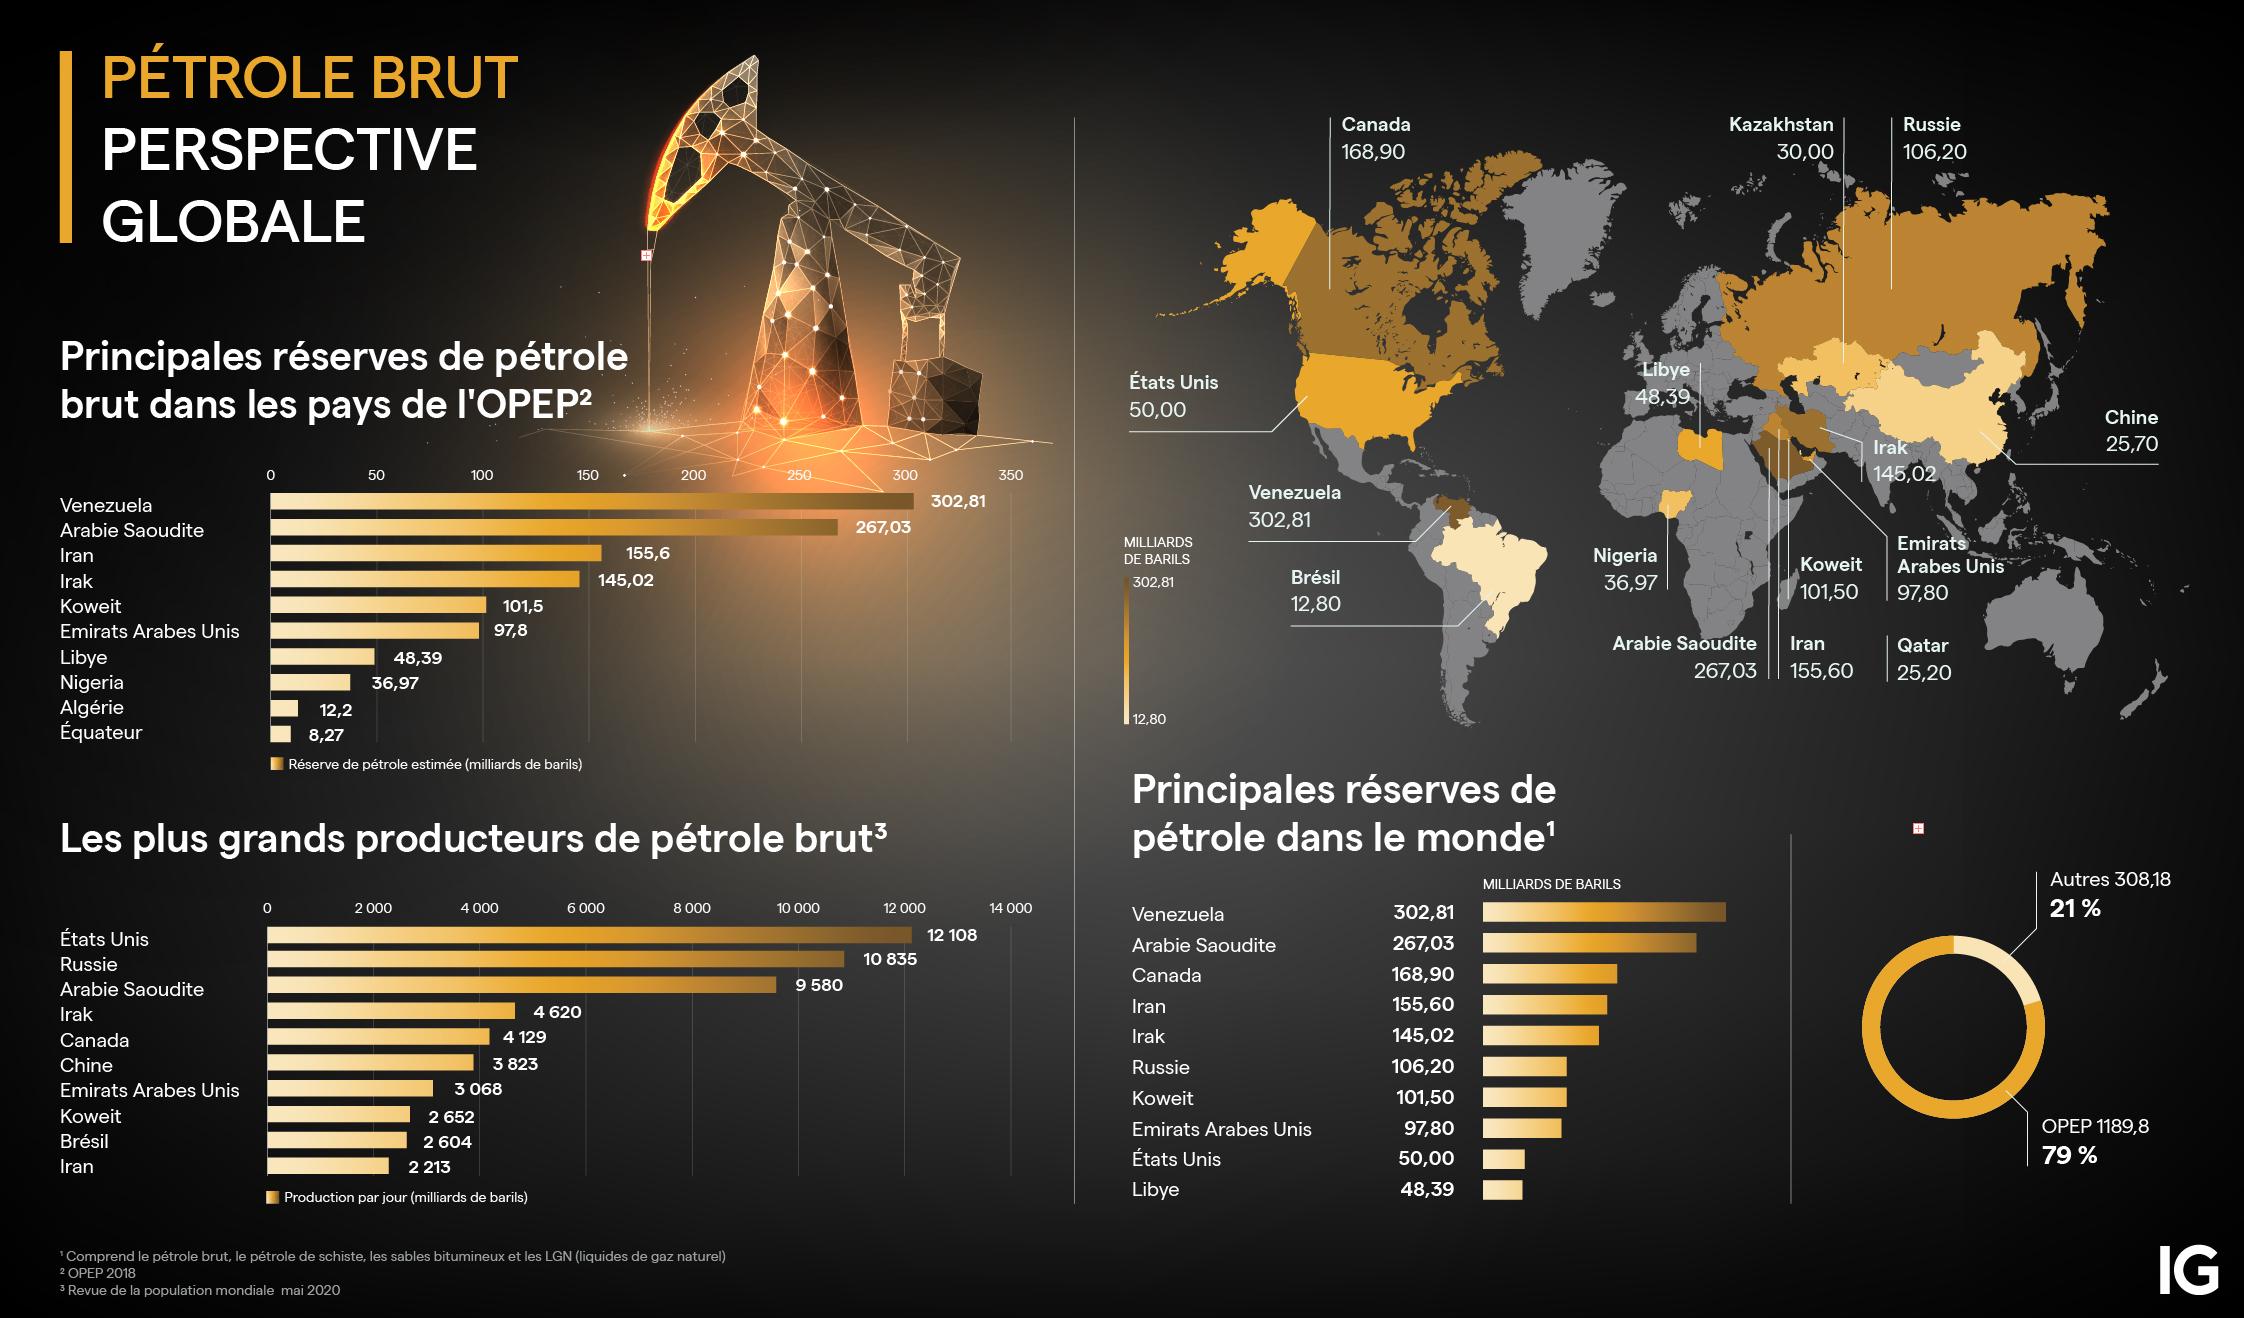 PÉTROLE BRUT
PERSPECTIVE
GLOBALE
Principales réserves de pétrole
brut dans les pays de l'OPEP²
0 50 100 150 200 250 300 350
Venezuela 302,81
Arabie Saoudite 267,03
Iran 155,6
Irak 145,02
Koweit 101,5
Emirats Arabes Unis 97,8
Libye 48,39
Nigeria 36,97
Algérie 12,2
Équateur 8,27
Réserve de pétrole estimée (milliards de barils)
Les plus grands producteurs de pétrole brut³
0 2 000 4 000 6 000 8 000 10 000 12 000 14 000
États Unis 12 108
Russie 10 835
Arabie Saoudite 9 580
Irak 4 620
Canada 4 129
Chine 3 823
Emirats Arabes Unis 3 068
Koweit 2 652
Brésil 2 604
Iran 2 213
Production par jour (milliards de barils)
¹ Comprend le pétrole brut, le pétrole de schiste, les sables bitumineux et les LGN (liquides de gaz naturel)
² OPEP 2018
³ Revue de la population mondiale mai 2020
Canada
168,90
Kazakhstan
30,00
Russie
106,20
États Unis
50,00
Libye
48,39
Chine
25,70
Irak
145,02
Venezuela
302,81
Brésil
12,80
Nigeria
36,97
Koweit
101,50
Emirats
Arabes Unis
97,80
Arabie Saoudite
267,03
Iran
155,60
Qatar
25,20
MILLIARDS
DE BARILS
302,81
12,80
Principales réserves de
pétrole dans le monde¹
MILLIARDS DE BARILS
Venezuela 302,81
Arabie Saoudite 267,03
Canada 168,90
Iran 155,60
Irak 145,02
Russie 106,20
Koweit 101,50
Emirats Arabes Unis 97,80
États Unis 50,00
Libye 48,39
Autres 308,18
21 %
OPEP 1189,8
79 %
IG